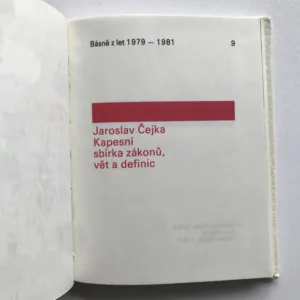 Básně z let 1979 — 1981 9
Jaroslav Čejka
Kapesní
sbírka zákonů,
vět a definic